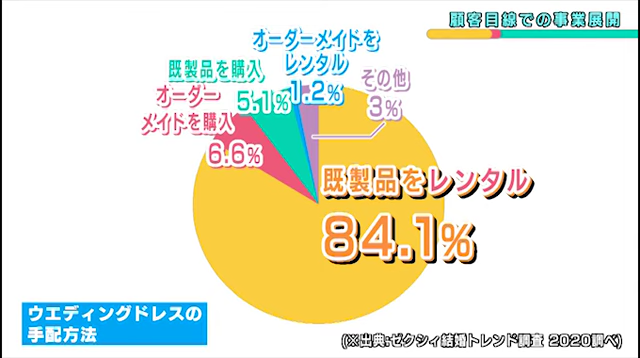 顧客目線での事業展開
オーダーメイドを
レンタル
1.2%
既製品を購入
5.1%
その他
3%
オーダー
メイドを購入
6.6%
既製品をレンタル
84.1%
ウエディングドレスの
手配方法
(※出典:ゼクシィ結婚トレンド調査 2020調べ)